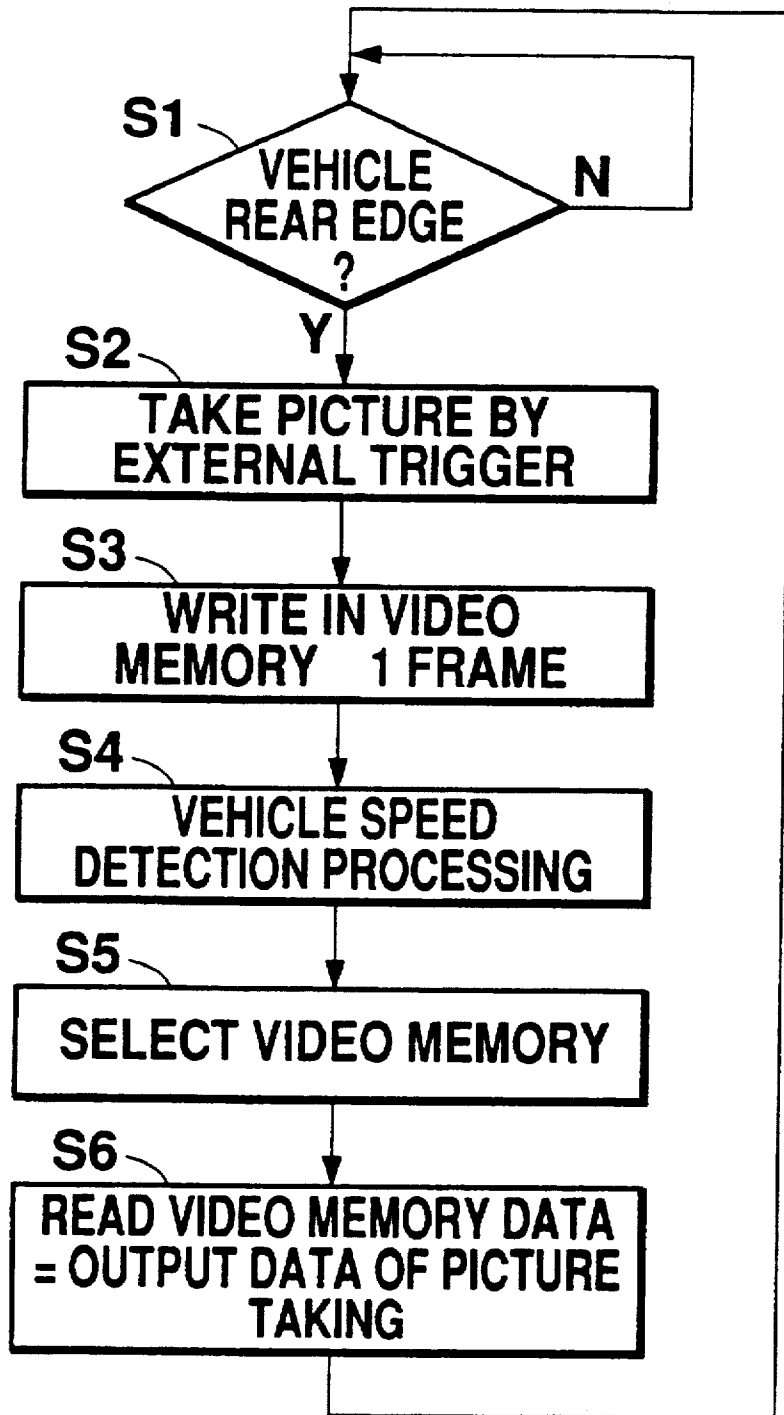 S1
VEHICLE
REAR EDGE
?
N
Y
S2
TAKE PICTURE BY
EXTERNAL TRIGGER
S3
WRITE IN VIDEO
MEMORY 1 FRAME
S4
VEHICLE SPEED
DETECTION PROCESSING
S5
SELECT VIDEO MEMORY
S6
READ VIDEO MEMORY DATA
= OUTPUT DATA OF PICTURE
TAKING